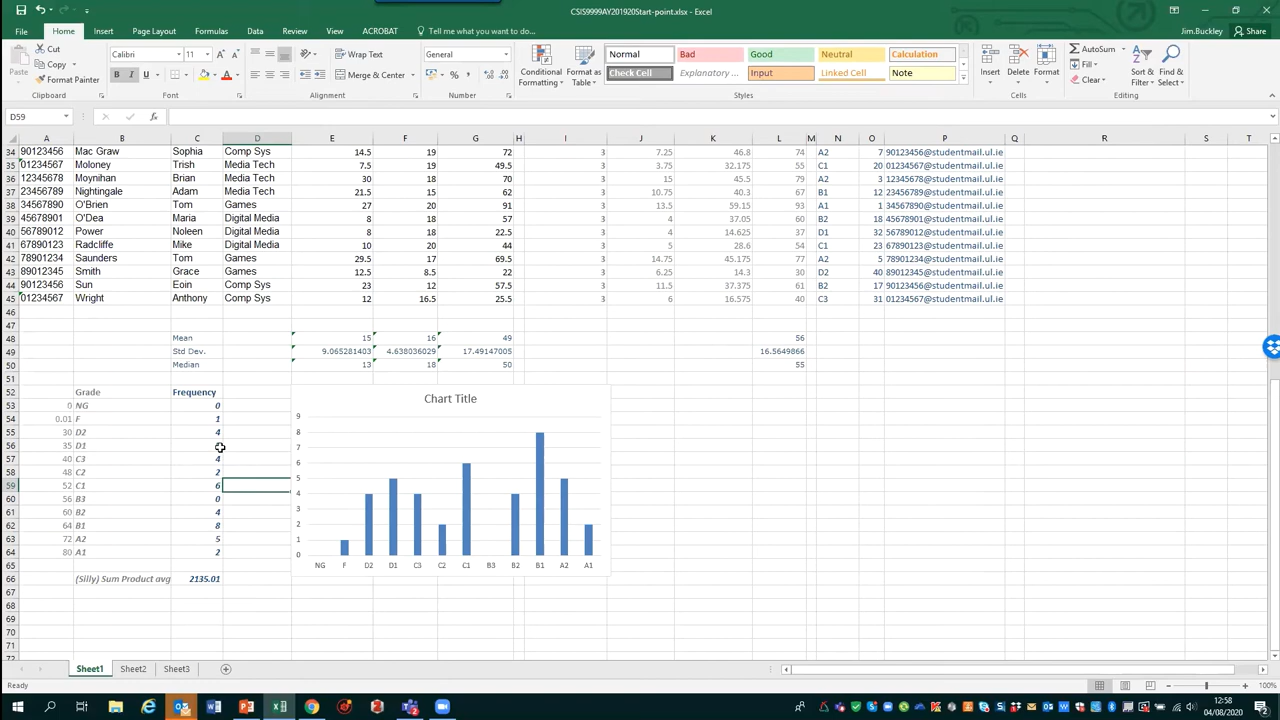 CSIS9999AY201920Start-point.xlsx - Excel
Jim.Buckley
Share
File Home Insert Page Layout Formulas Data Review View ACROBAT Tell me what you want to do...
Cut
Copy
Format Painter
Paste
Clipboard
Calibri 11
B I U
Font
Wrap Text
Merge & Center
Alignment
General
Number
Conditional Formatting
Format as Table
Normal Bad Good Neutral Calculation
Check Cell Explanatory ... Input Linked Cell Note
Styles
Insert Delete Format
Cells
AutoSum
Fill
Clear
Sort & Filter
Find & Select
Editing
D59
A B C D E F G H I J K L M N O P Q R S T
34 90123456 Mac Graw Sophia Comp Sys 14.5 19 72 3 7.25 46.8 74 A2 7 90123456@studentmail.ul.ie
35 01234567 Moloney Trish Media Tech 7.5 19 49.5 3 3.75 32.175 55 C1 20 01234567@studentmail.ul.ie
36 12345678 Moynihan Brian Media Tech 30 18 70 3 15 45.5 79 A2 3 12345678@studentmail.ul.ie
37 23456789 Nightingale Adam Media Tech 21.5 15 62 3 10.75 40.3 67 B1 12 23456789@studentmail.ul.ie
38 34567890 O'Brien Tom Games 27 20 91 3 13.5 59.15 93 A1 1 34567890@studentmail.ul.ie
39 45678901 O'Dea Maria Digital Media 8 18 57 3 4 37.05 60 B2 18 45678901@studentmail.ul.ie
40 56789012 Power Noleen Digital Media 8 18 22.5 3 4 14.625 37 D1 32 56789012@studentmail.ul.ie
41 67890123 Radcliffe Mike Digital Media 10 17 44 3 5 28.6 54 C1 23 67890123@studentmail.ul.ie
42 78901234 Saunders Tom Games 29.5 17 69.5 3 14.75 45.175 77 A2 5 78901234@studentmail.ul.ie
43 89012345 Smith Grace Games 12.5 8.5 22 3 6.25 14.3 30 D2 40 89012345@studentmail.ul.ie
44 90123456 Sun Eoin Comp Sys 23 12 57.5 3 11.5 37.375 61 B2 17 90123456@studentmail.ul.ie
45 01234567 Wright Anthony Comp Sys 12 16.5 25.5 3 6 16.575 40 C3 31 01234567@studentmail.ul.ie
46
47
48 Mean 15 16 49 56
49 Std Dev. 9.065281403 4.638036029 17.49147005 16.5649866
50 Median 13 18 50 55
51
52 Grade Frequency
53 0 NG 0
54 0.01 F 1
55 30 D2 4
56 35 D1
57 40 C3 4
58 48 C2 2
59 52 C1 6
60 56 B3 0
61 60 B2 4
62 64 B1 8
63 72 A2 5
64 80 A1 2
65
66 (Silly) Sum Product avg 2135.01
67
68
69
70
71
Chart Title
9
8
7
6
5
4
3
2
1
0
NG F D2 D1 C3 C2 C1 B3 B2 B1 A2 A1
Sheet1 Sheet2 Sheet3
Ready
100%
12:58
04/08/2020